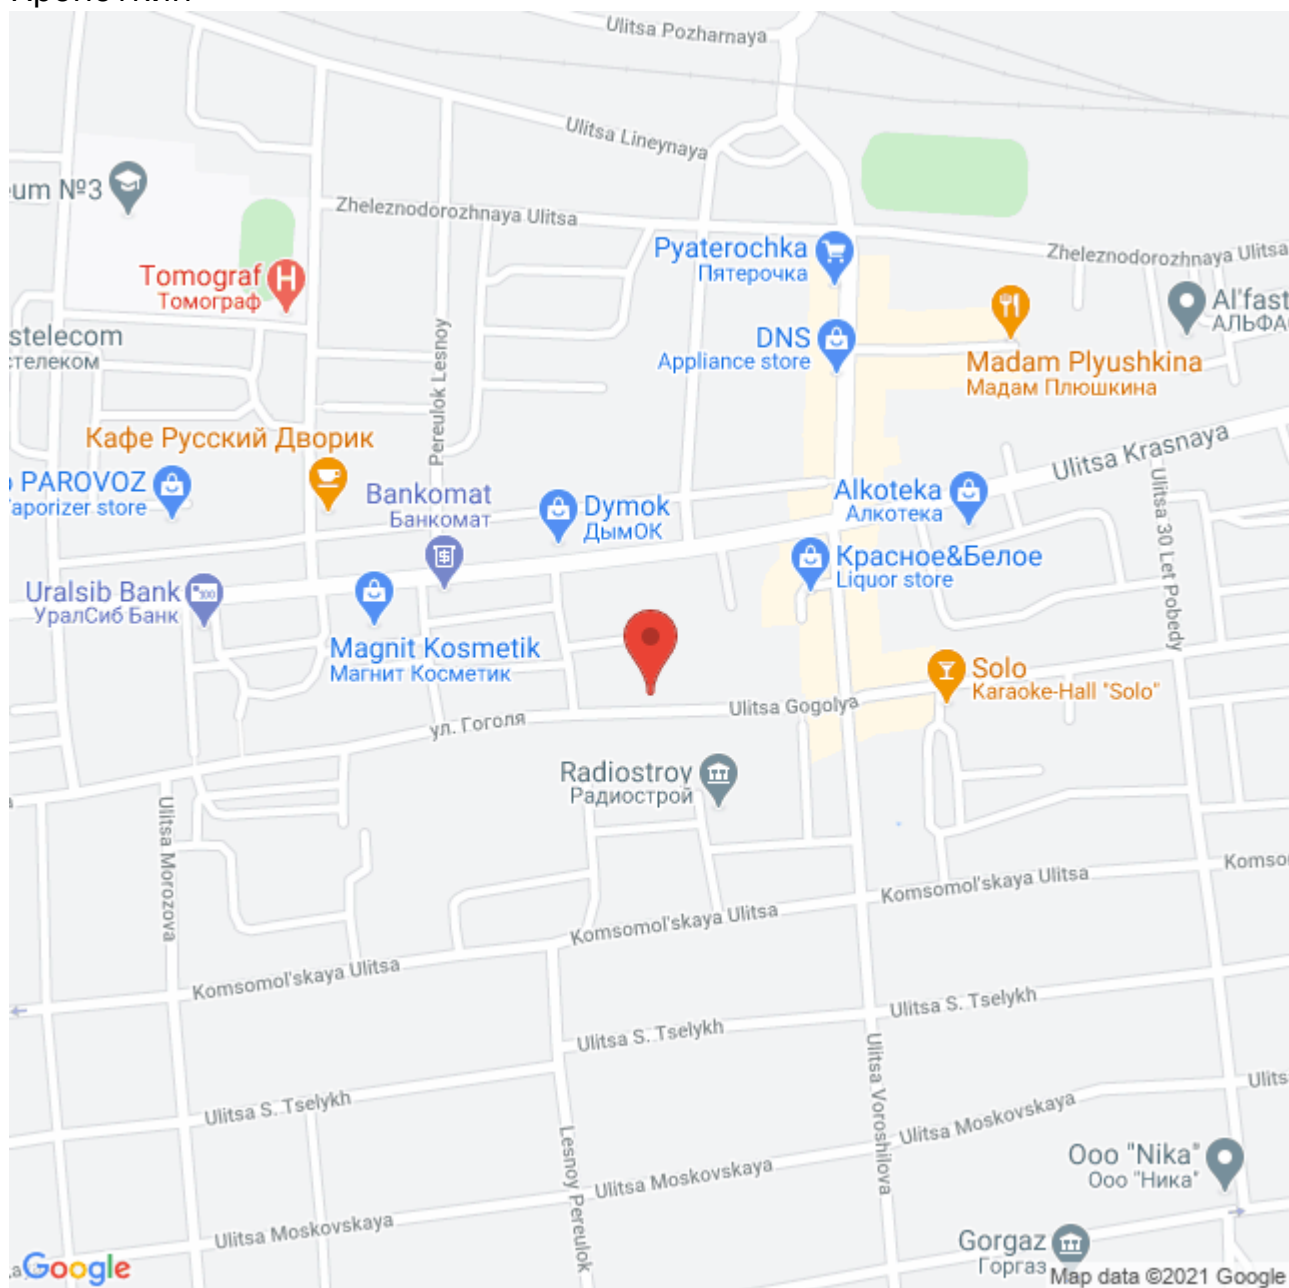 Кропоткин
Ulitsa Pozharnaya
Ulitsa Lineynaya
um №3
Zheleznodorozhnaya Ulitsa
Pyaterochka
Пятерочка
Zheleznodorozhnaya Ulitsa
Tomograf
Томограф
Al'fast
АЛЬФА
stelecom
телеком
Pereulok Lesnoy
DNS
Appliance store
Madam Plyushkina
Мадам Плюшкина
Кафе Русский Дворик
Ulitsa Krasnaya
PAROVOZ
aporizer store
Bankomat
Банкомат
Dymok
ДымОК
Alkoteka
Алкотека
Ulitsa 30 Let Pobedy
Красное&Белое
Liquor store
Uralsib Bank
УралСиб Банк
Magnit Kosmetik
Магнит Косметик
Solo
Karaoke-Hall "Solo"
ул. Гоголя
Ulitsa Gogolya
Radiostroy
Радиострой
Ulitsa Morozova
Komsomol'skaya Ulitsa
Komso
Komsomol'skaya Ulitsa
Komsomol'skaya Ulitsa
Ulitsa S. Tselykh
Ulitsa S. Tselykh
Ulitsa S. Tselykh
Ulitsa Voroshilova
Ulits
Ulitsa Moskovskaya
Lesnoy Pereulok
Ulitsa Moskovskaya
Ooo "Nika"
Ооо "Ника"
Ulitsa Moskovskaya
Gorgaz
Горгаз
Google
Map data ©2021 Google